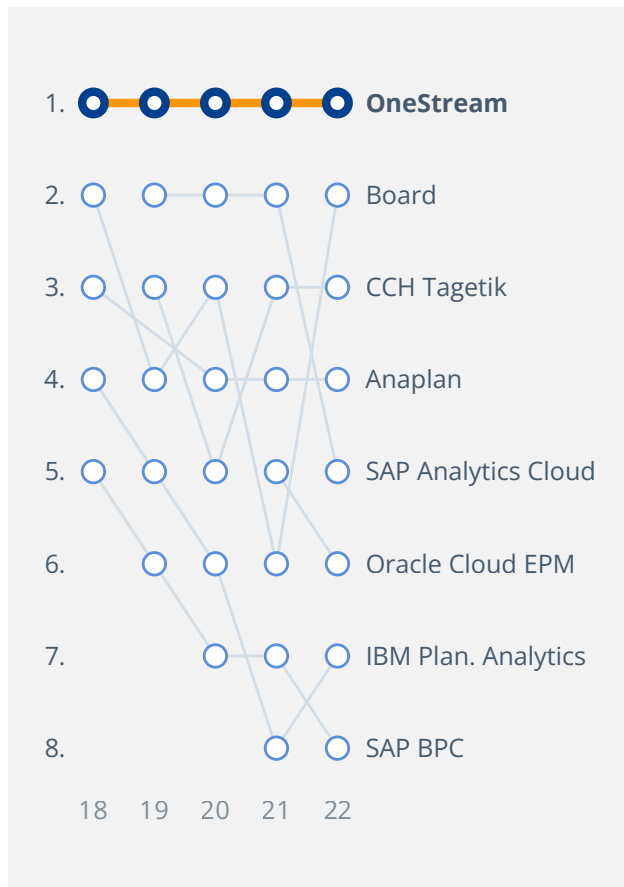 1. OneStream
2. Board
3. CCH Tagetik
4. Anaplan
5. SAP Analytics Cloud
6. Oracle Cloud EPM
7. IBM Plan. Analytics
8. SAP BPC
18 19 20 21 22